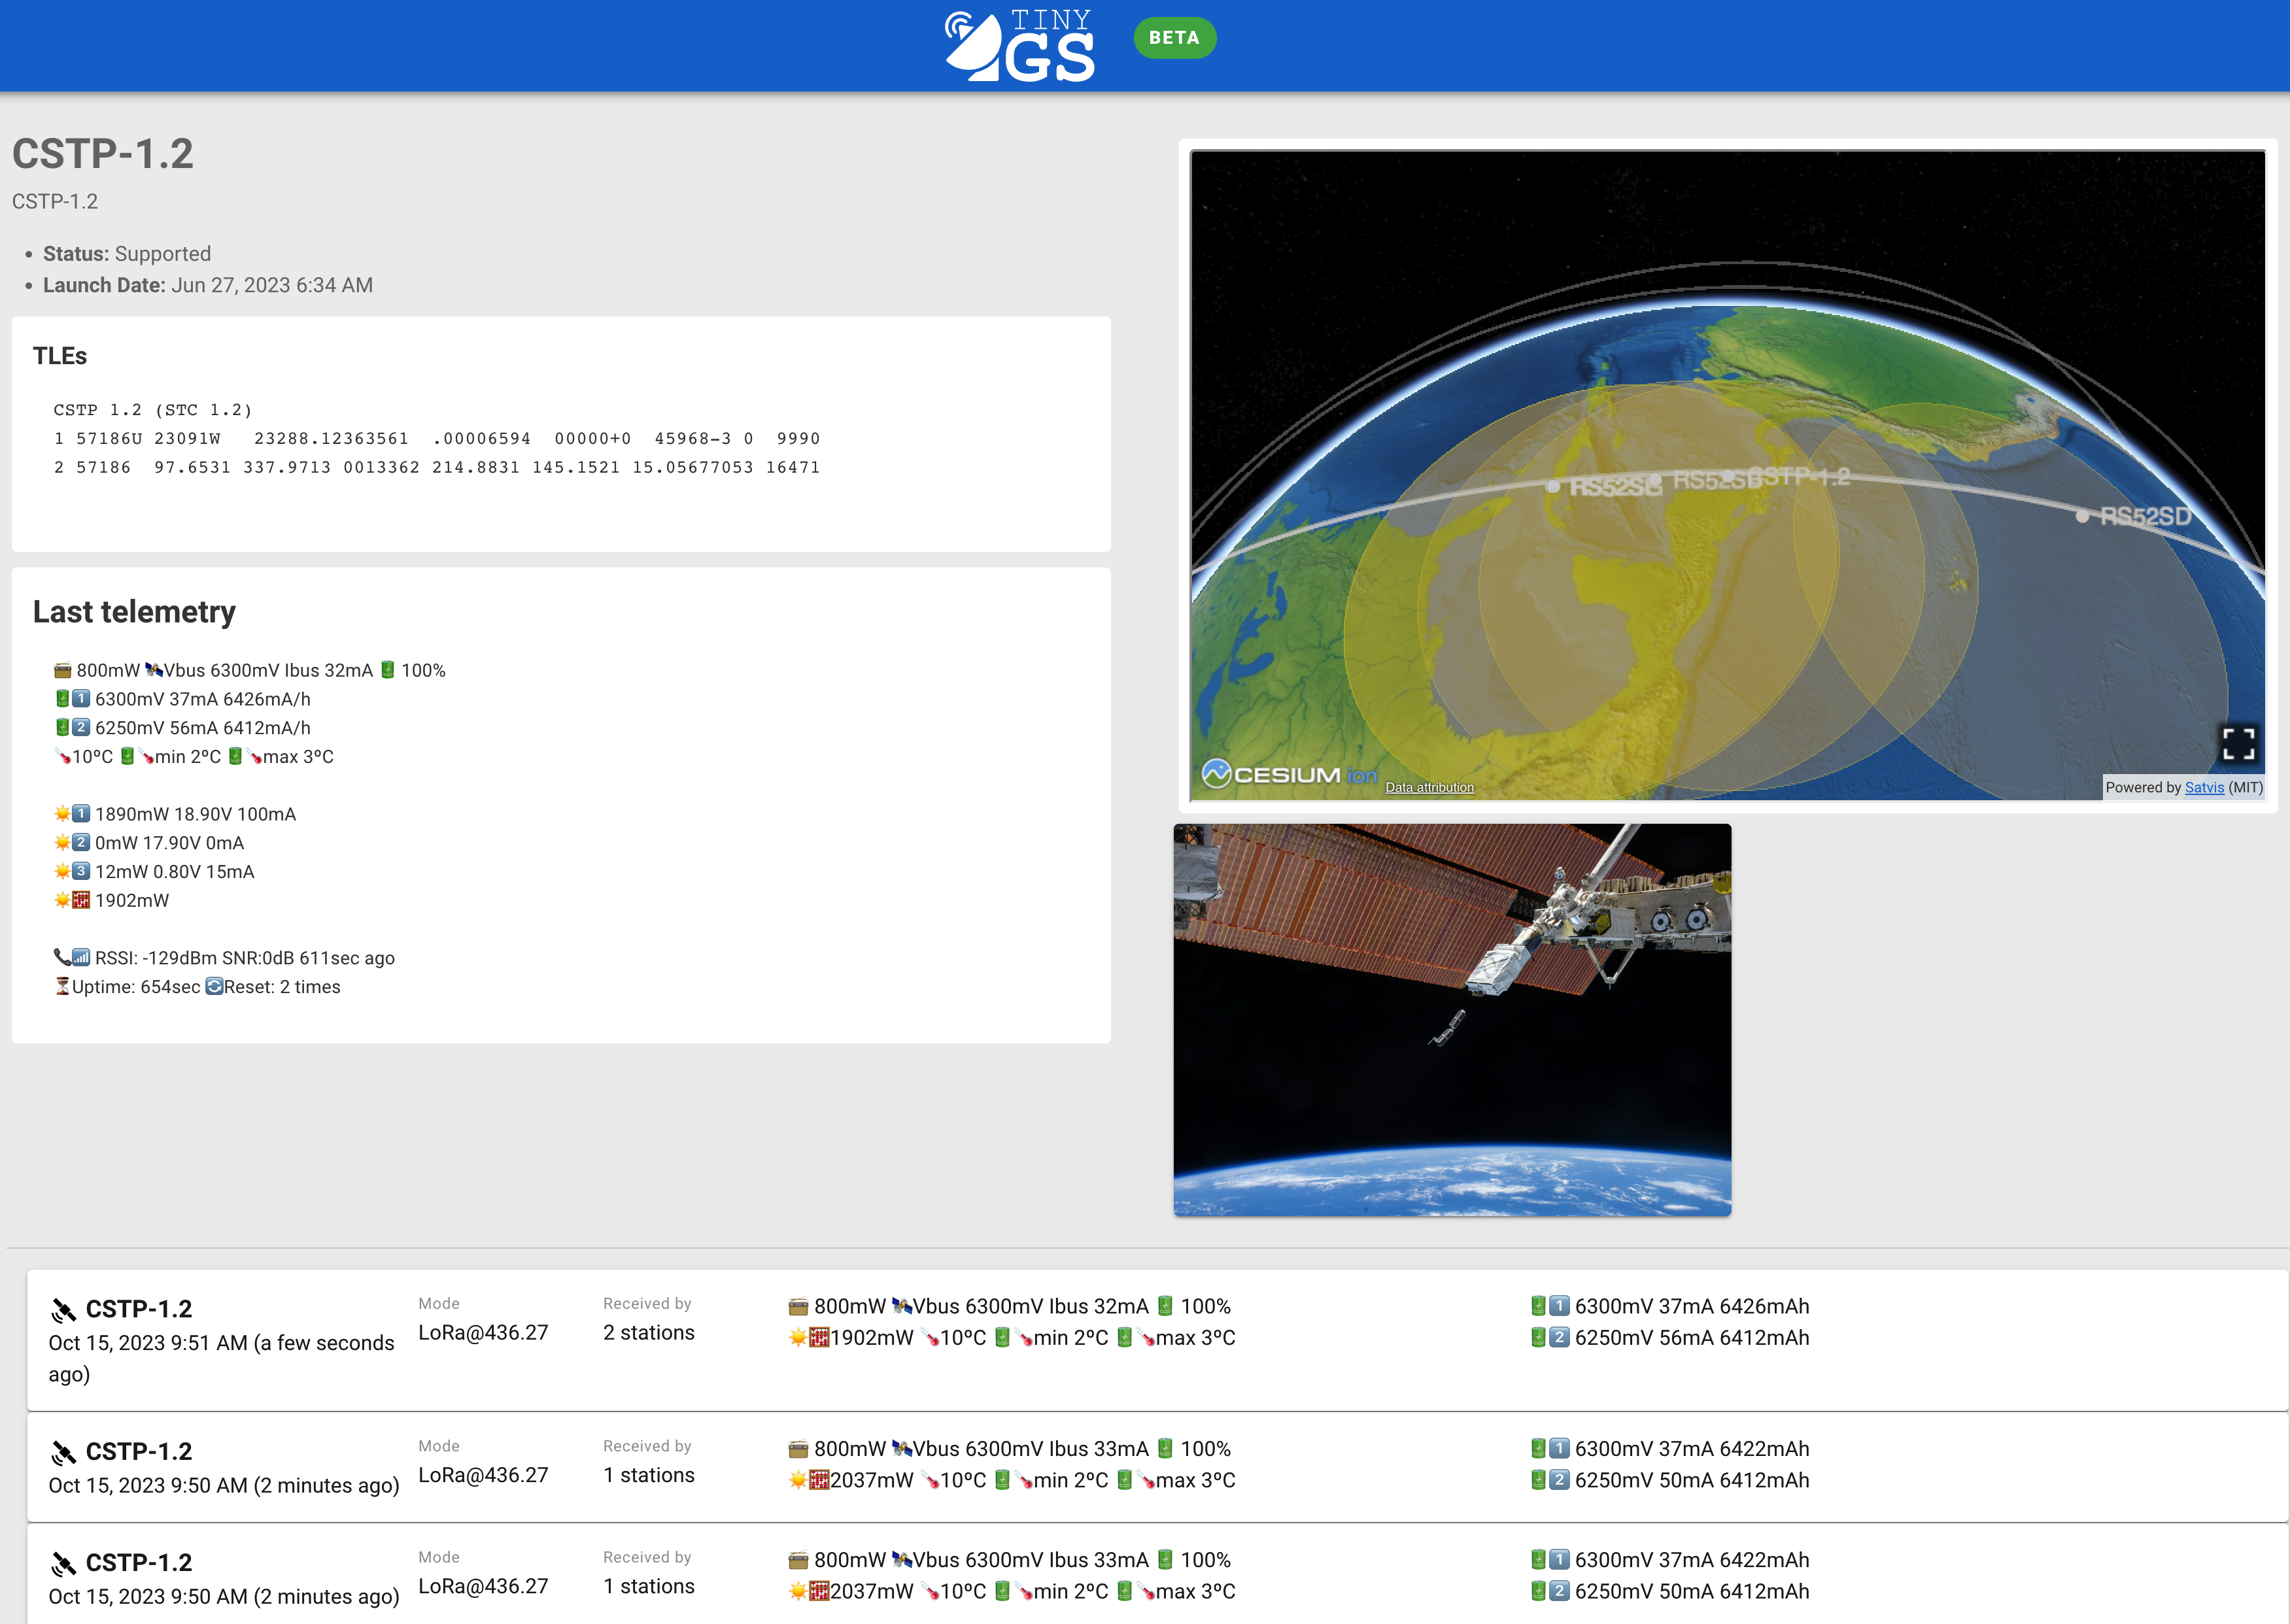 TINY
GS
BETA
CSTP-1.2
CSTP-1.2
Status: Supported
Launch Date: Jun 27, 2023 6:34 AM
TLEs
CSTP 1.2 (STC 1.2)
1 57186U 23091W   23288.12363561  .00006594  00000+0  45968-3 0  9990
2 57186  97.6531 337.9713 0013362 214.8831 145.1521 15.05677053 16471
Last telemetry
📻 800mW 🛰Vbus 6300mV Ibus 32mA 🔋 100%
🔋1️⃣ 6300mV 37mA 6426mA/h
🔋2️⃣ 6250mV 56mA 6412mA/h
🌡10ºC 🔋🌡min 2ºC 🔋🌡max 3ºC
☀️1️⃣ 1890mW 18.90V 100mA
☀️2️⃣ 0mW 17.90V 0mA
☀️3️⃣ 12mW 0.80V 15mA
☀️🧮 1902mW
📞📶 RSSI: -129dBm SNR:0dB 611sec ago
⏳Uptime: 654sec 🔄Reset: 2 times
CSTP-1.2
RS52SD
CESIUM ion
Data attribution
Powered by Satvis (MIT)
CSTP-1.2
Oct 15, 2023 9:51 AM (a few seconds
ago)
Mode
LoRa@436.27
Received by
2 stations
📻 800mW 🛰Vbus 6300mV Ibus 32mA 🔋 100%
☀️🧮1902mW 🌡10ºC 🔋🌡min 2ºC 🔋🌡max 3ºC
🔋1️⃣ 6300mV 37mA 6426mAh
🔋2️⃣ 6250mV 56mA 6412mAh
CSTP-1.2
Oct 15, 2023 9:50 AM (2 minutes ago)
Mode
LoRa@436.27
Received by
1 stations
📻 800mW 🛰Vbus 6300mV Ibus 33mA 🔋 100%
☀️🧮2037mW 🌡10ºC 🔋🌡min 2ºC 🔋🌡max 3ºC
🔋1️⃣ 6300mV 37mA 6422mAh
🔋2️⃣ 6250mV 50mA 6412mAh
CSTP-1.2
Oct 15, 2023 9:50 AM (2 minutes ago)
Mode
LoRa@436.27
Received by
1 stations
📻 800mW 🛰Vbus 6300mV Ibus 33mA 🔋 100%
☀️🧮2037mW 🌡10ºC 🔋🌡min 2ºC 🔋🌡max 3ºC
🔋1️⃣ 6300mV 37mA 6422mAh
🔋2️⃣ 6250mV 50mA 6412mAh